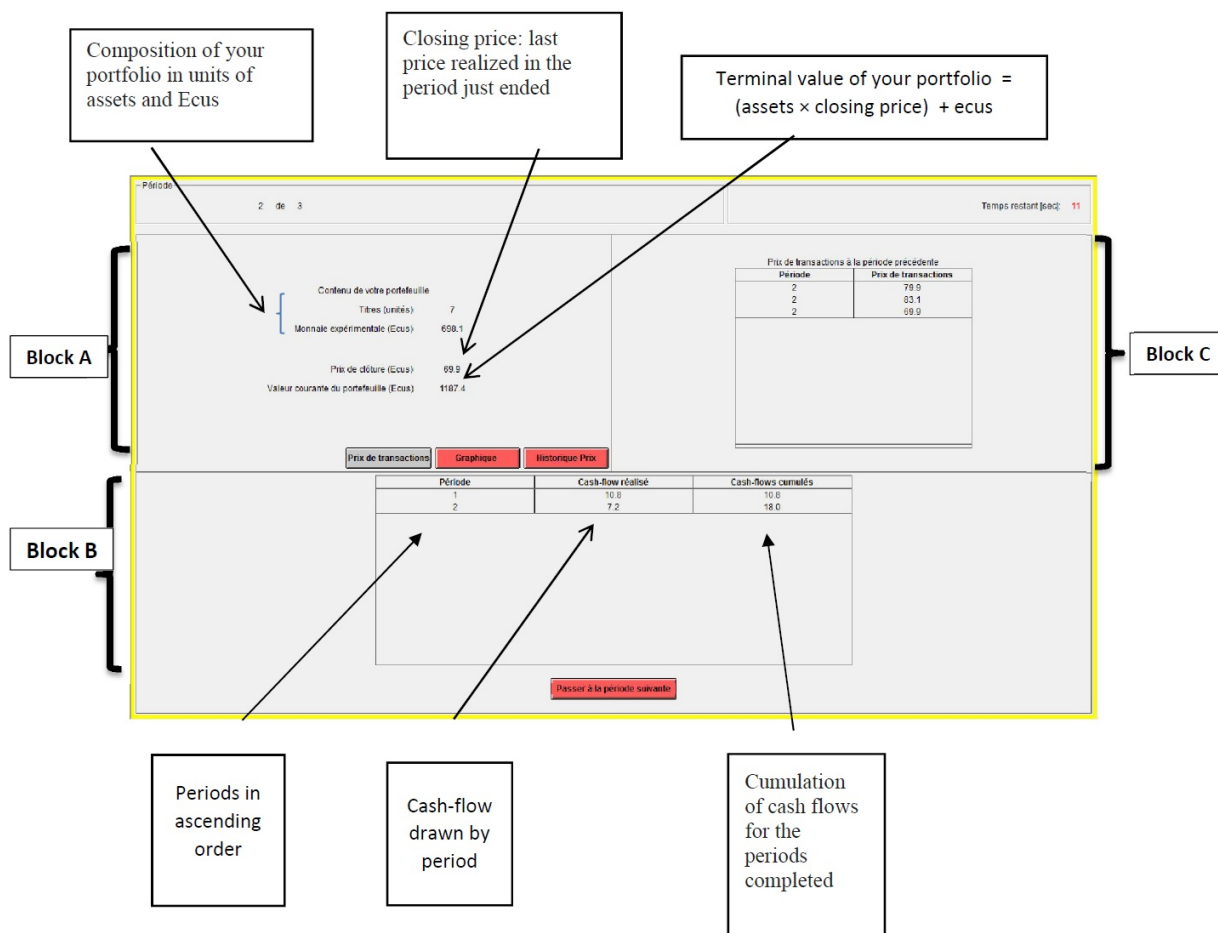 Composition of your
portfolio in units of
assets and Ecus
Closing price: last
price realized in the
period just ended
Terminal value of your portfolio =
(assets × closing price) + ecus
Période
2 de 3
Temps restant [sec]: 11
Block A
Contenu de votre portefeuille
Titres (unités) 7
Monnaie expérimentale (Ecus) 698.1
Prix de clôture (Ecus) 69.9
Valeur courante du portefeuille (Ecus) 1187.4
Prix de transactions Graphique Historique Prix
Prix de transactions à la période précédente
Période Prix de transactions
2 79.9
2 83.1
2 69.9
Block C
Block B
Période Cash-flow réalisé Cash-flows cumulés
1 10.8 10.8
2 7.2 18.0
Passer à la période suivante
Periods in
ascending
order
Cash-flow
drawn by
period
Cumulation
of cash flows
for the
periods
completed